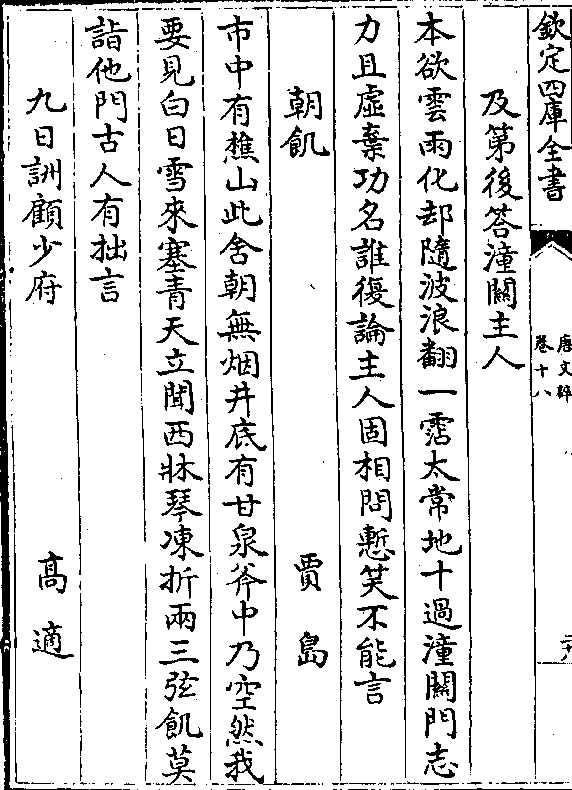 欽定四庫全書
唐文粹
卷十八
及第後答潼關主人
本欲雲雨化却隨波浪翻一霑太常地十過潼關門志
力且虛棄功名誰復論主人固相問慙笑不能言
朝飢 賈島
市中有樵山此舍朝無烟井底有甘泉斧中乃空然我
要見白日雪來塞青天立聞西牀琴凍折兩三弦飢莫
詣他門古人有拙言
九日詶顧少府 高適